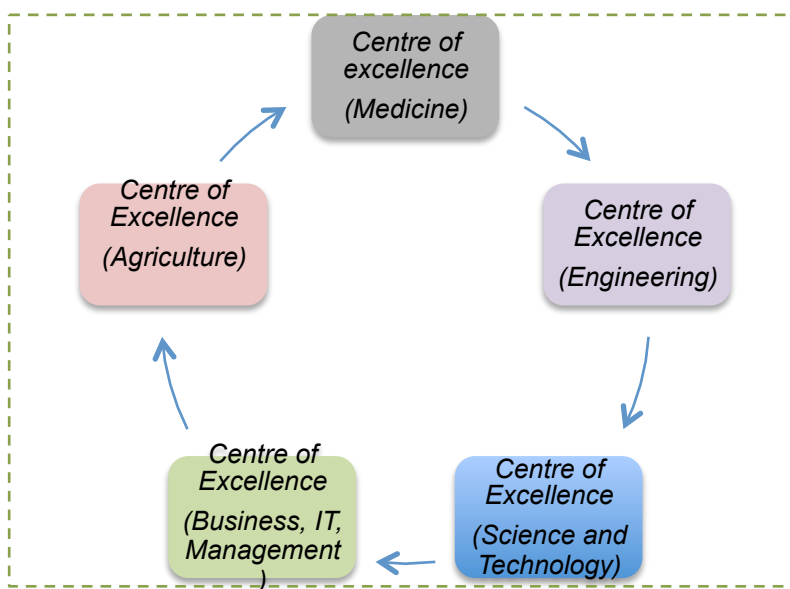 Centre of
excellence
(Medicine)
Centre of
Excellence
(Engineering)
Centre of
Excellence
(Science and
Technology)
Centre of
Excellence
(Business, IT,
Management
)
Centre of
Excellence
(Agriculture)